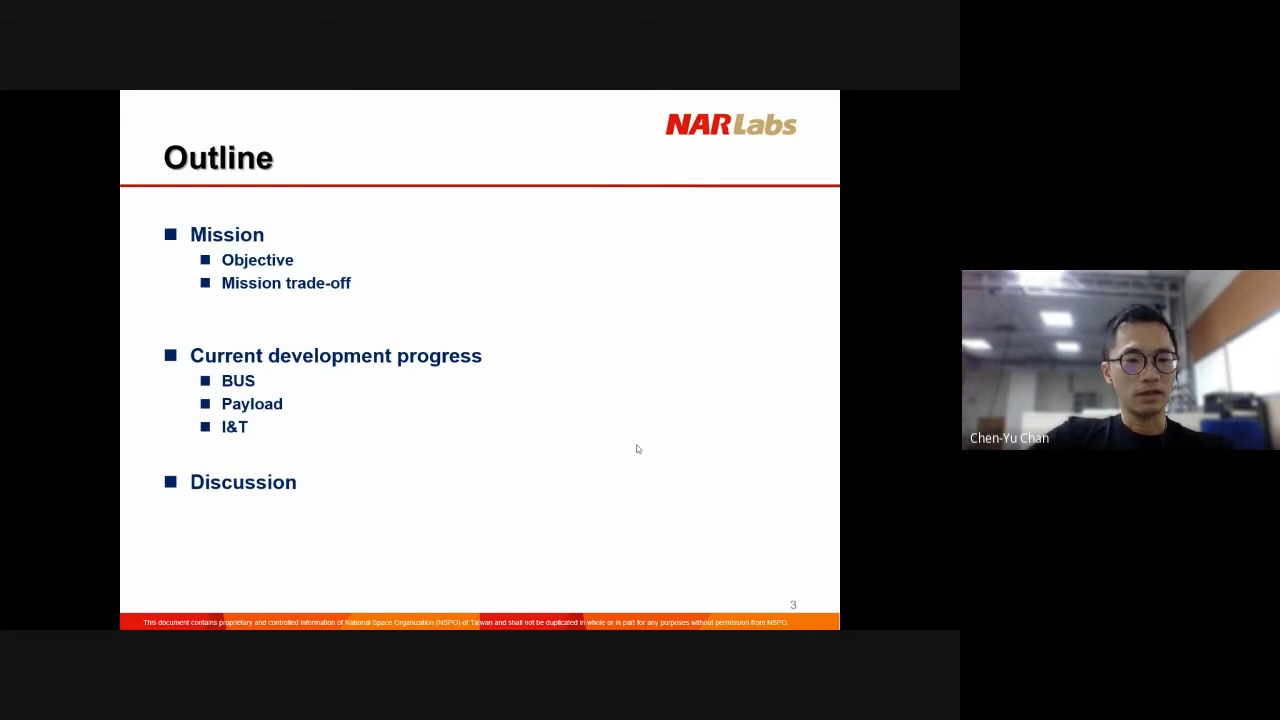 NARLabs
Outline
Mission
Objective
Mission trade-off
Current development progress
BUS
Payload
I&T
Discussion
3
This document contains proprietary and controlled information of National Space Organization (NSPO) of Taiwan and shall not be duplicated in whole or in part for any purposes without permission from NSPO.
Chen-Yu Chan